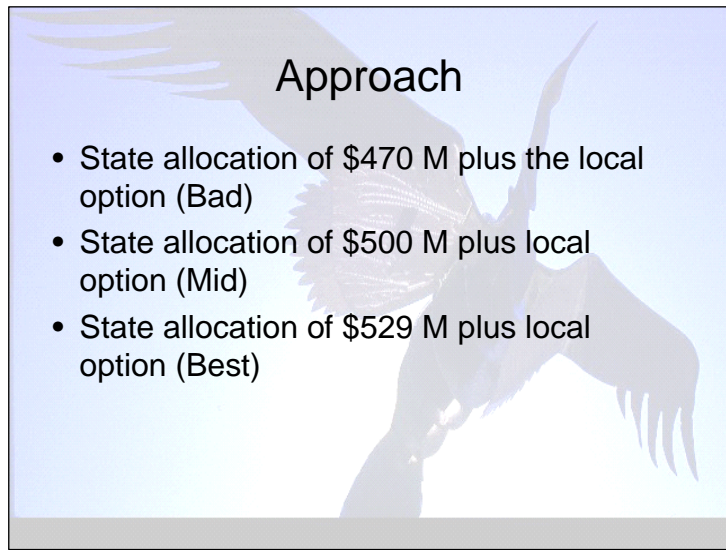 Approach
• State allocation of $470 M plus the local
option (Bad)
• State allocation of $500 M plus local
option (Mid)
• State allocation of $529 M plus local
option (Best)